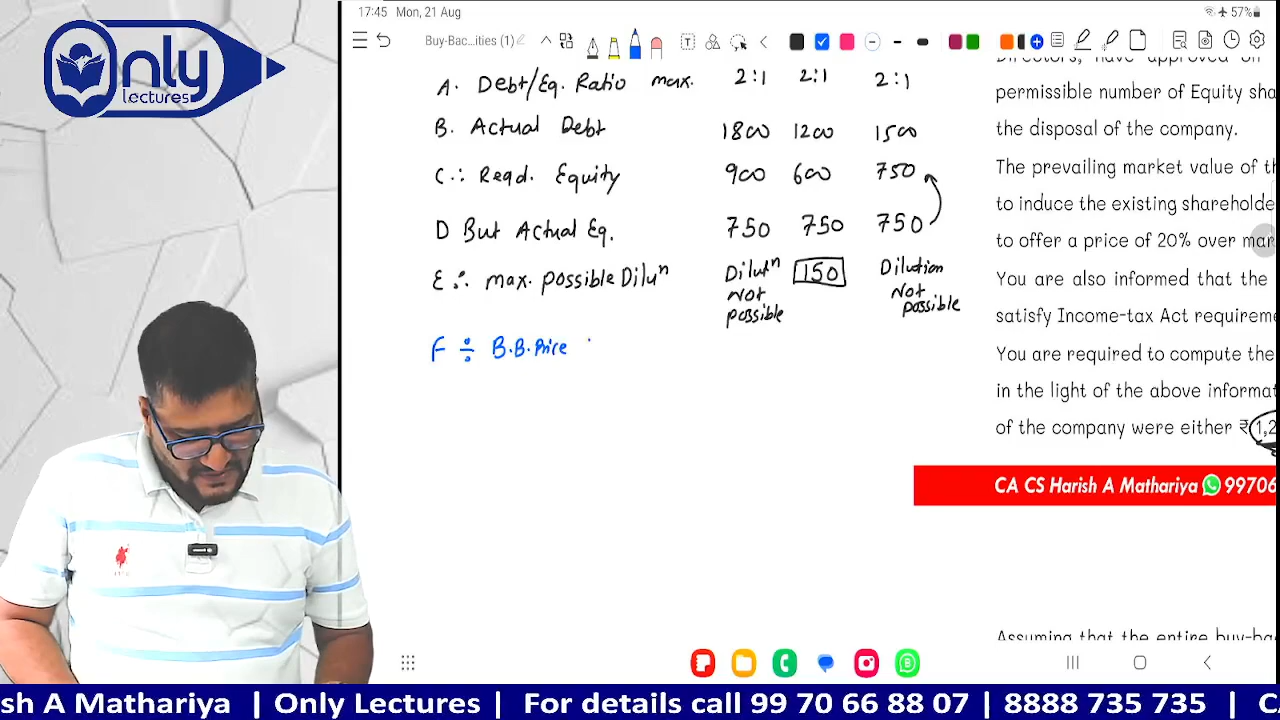 17:45 Mon, 21 Aug
57%
Buy-Bac...ities (1)
Only
lectures
A. Debt/Eq. Ratio max. 2:1 2:1 2:1
B. Actual Debt 1800 1200 1500
C ∴ Reqd. Equity 900 600 750
D But Actual Eq. 750 750 750
E ∴ max. possible Diluⁿ Dilutⁿ Not possible 150 Dilution Not possible
F ÷ B.B. Price
permissible number of Equity sha
the disposal of the company.
The prevailing market value of t
to induce the existing shareholde
to offer a price of 20% over mar
You are also informed that the
satisfy Income-tax Act requireme
You are required to compute the
in the light of the above informat
of the company were either ₹ 1,2
CA CS Harish A Mathariya 99706
Assuming that the entire buy-ba
sh A Mathariya | Only Lectures | For details call 99 70 66 88 07 | 8888 735 735 | CA